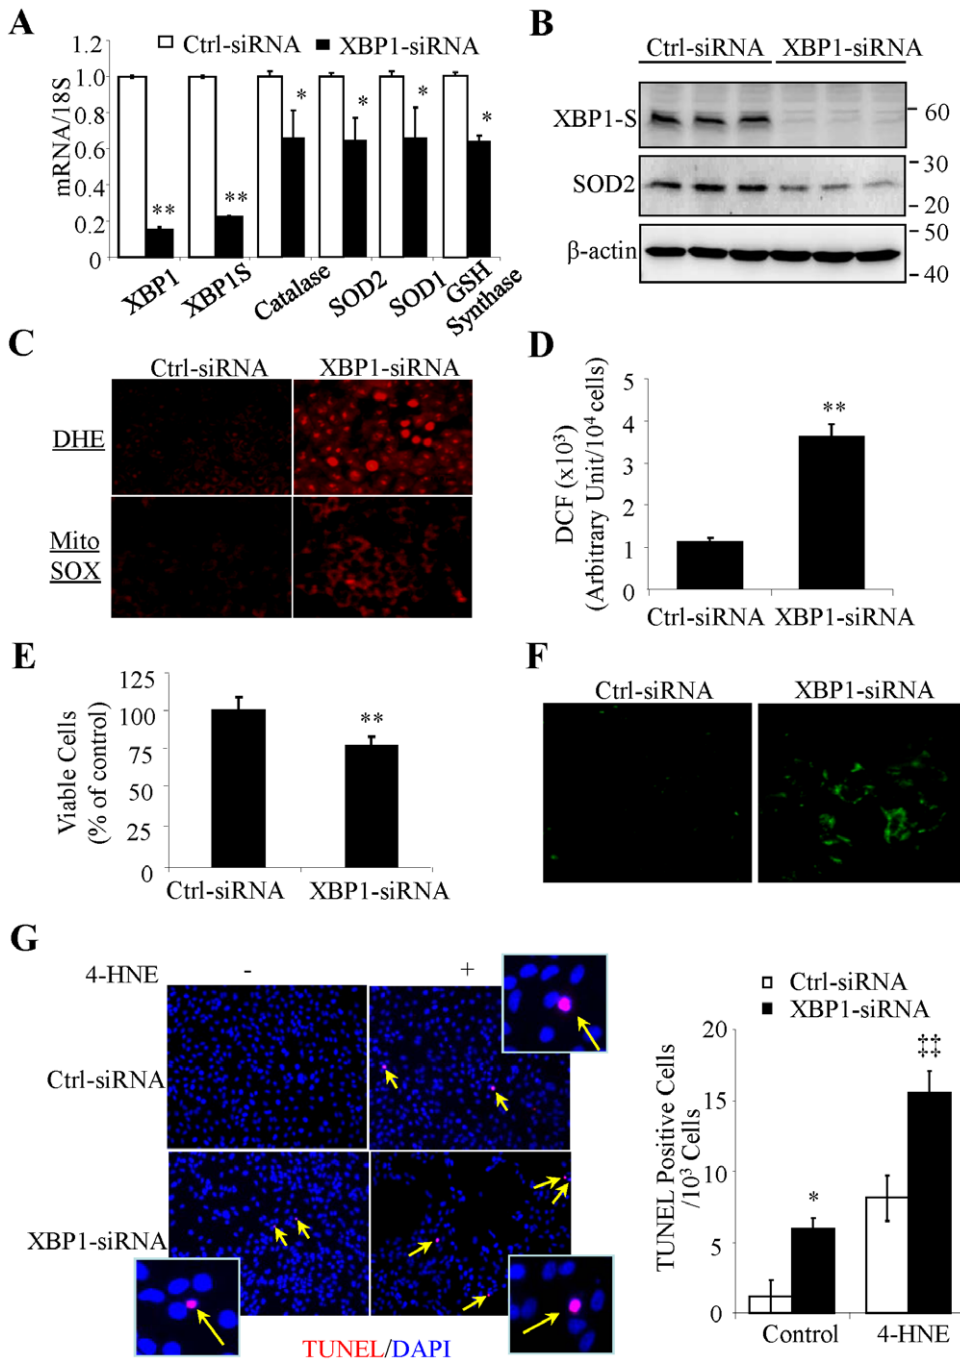 A
Ctrl-siRNA XBP1-siRNA
mRNA/18S
1.2
1.0
0.8
0.6
0.4
0.2
0
** ** * * * *
XBP1 XBP1S Catalase SOD2 SOD1 GSH Synthase
B
Ctrl-siRNA XBP1-siRNA
XBP1-S
60
SOD2
30
20
β-actin
50
40
C
Ctrl-siRNA XBP1-siRNA
DHE
Mito
SOX
D
DCF (x10³)
(Arbitrary Unit/10⁴ cells)
5
4
3
2
1
0
**
Ctrl-siRNA XBP1-siRNA
E
Viable Cells
(% of control)
125
100
75
50
25
0
**
Ctrl-siRNA XBP1-siRNA
F
Ctrl-siRNA XBP1-siRNA
G
4-HNE - +
Ctrl-siRNA
XBP1-siRNA
TUNEL/DAPI
Ctrl-siRNA
XBP1-siRNA
TUNEL Positive Cells
/10³ Cells
20
15
10
5
0
*
‡‡
‡‡
Control 4-HNE